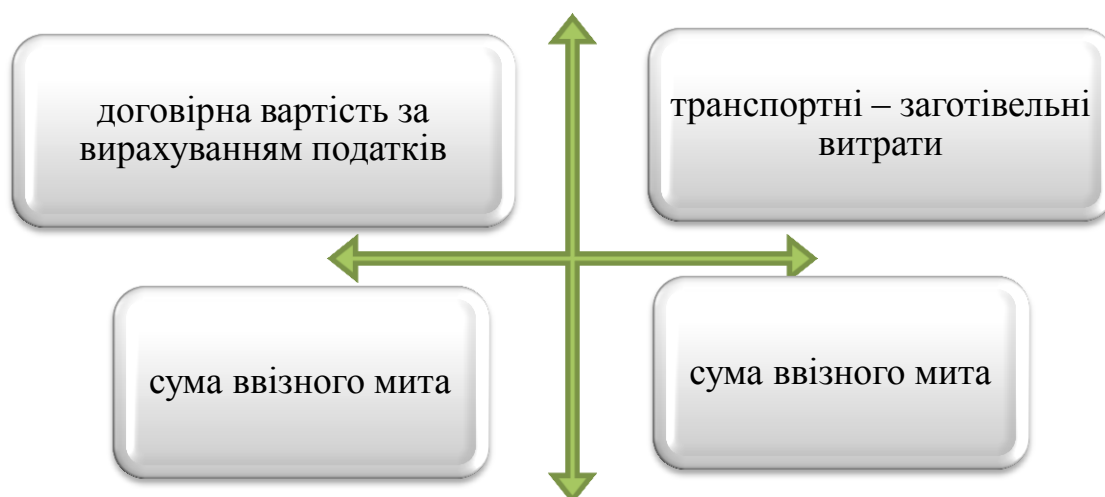 договірна вартість за
вирахуванням податків
транспортні – заготівельні
витрати
сума ввізного мита
сума ввізного мита